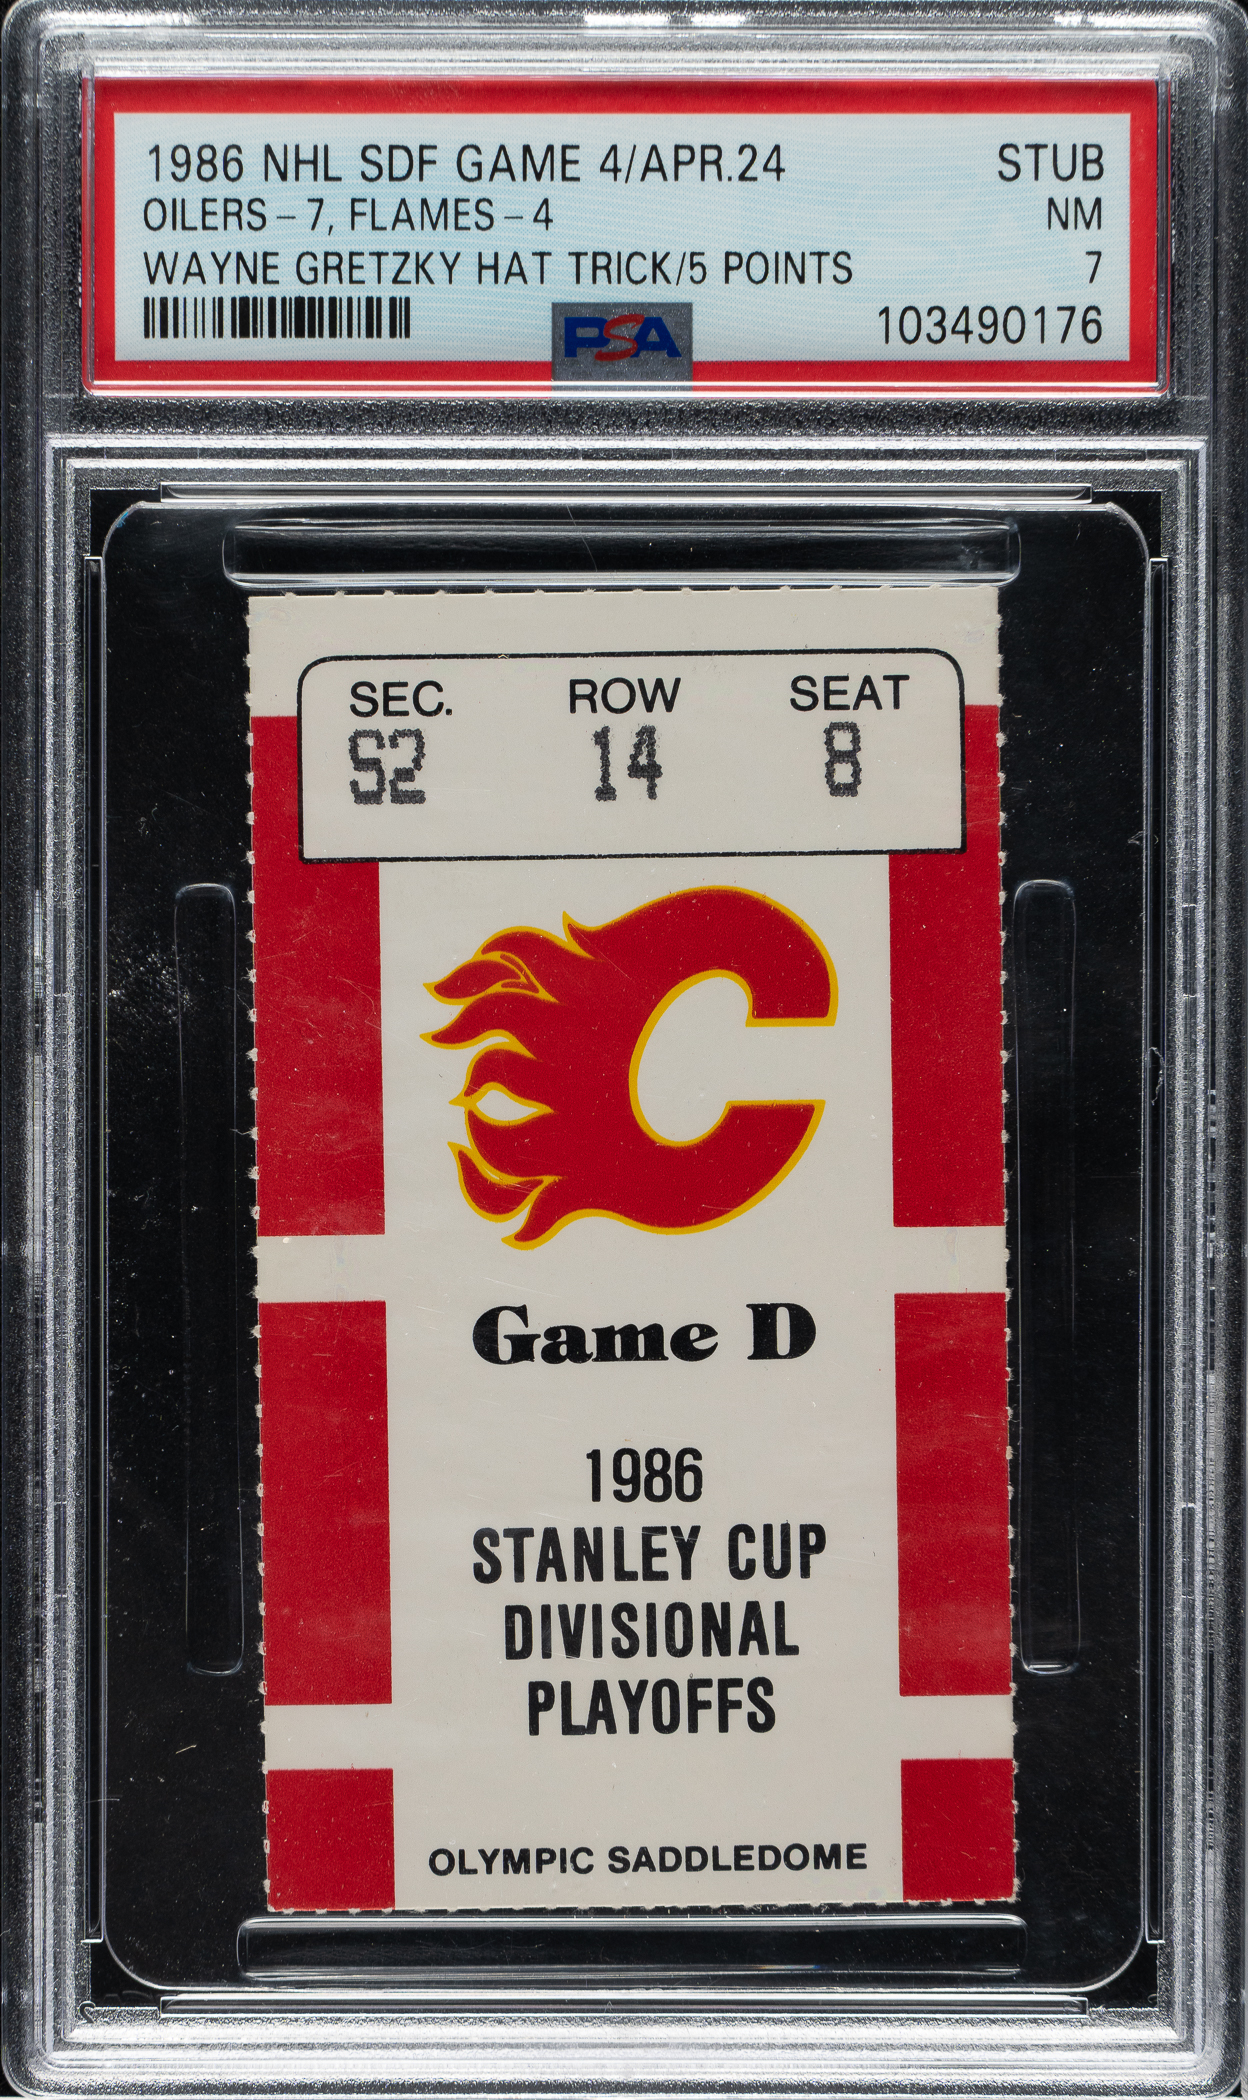 1986 NHL SDF GAME 4/APR.24 STUB
OILERS – 7, FLAMES – 4 NM
WAYNE GRETZKY HAT TRICK/5 POINTS 7
PSA 103490176
SEC. ROW SEAT
S2 14 8
C
Game D
1986
STANLEY CUP
DIVISIONAL
PLAYOFFS
OLYMPIC SADDLEDOME